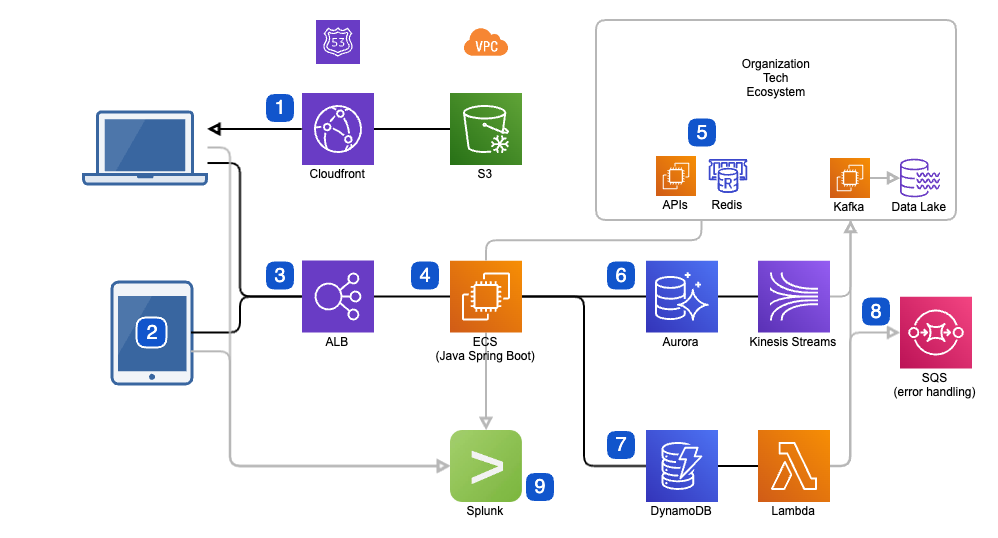 53
VPC
Organization
Tech
Ecosystem
1
5
Cloudfront
S3
R
APIs
Redis
Kafka
Data Lake
3
4
6
2
8
ALB
ECS
(Java Spring Boot)
Aurora
Kinesis Streams
SQS
(error handling)
7
>
9
Splunk
DynamoDB
Lambda